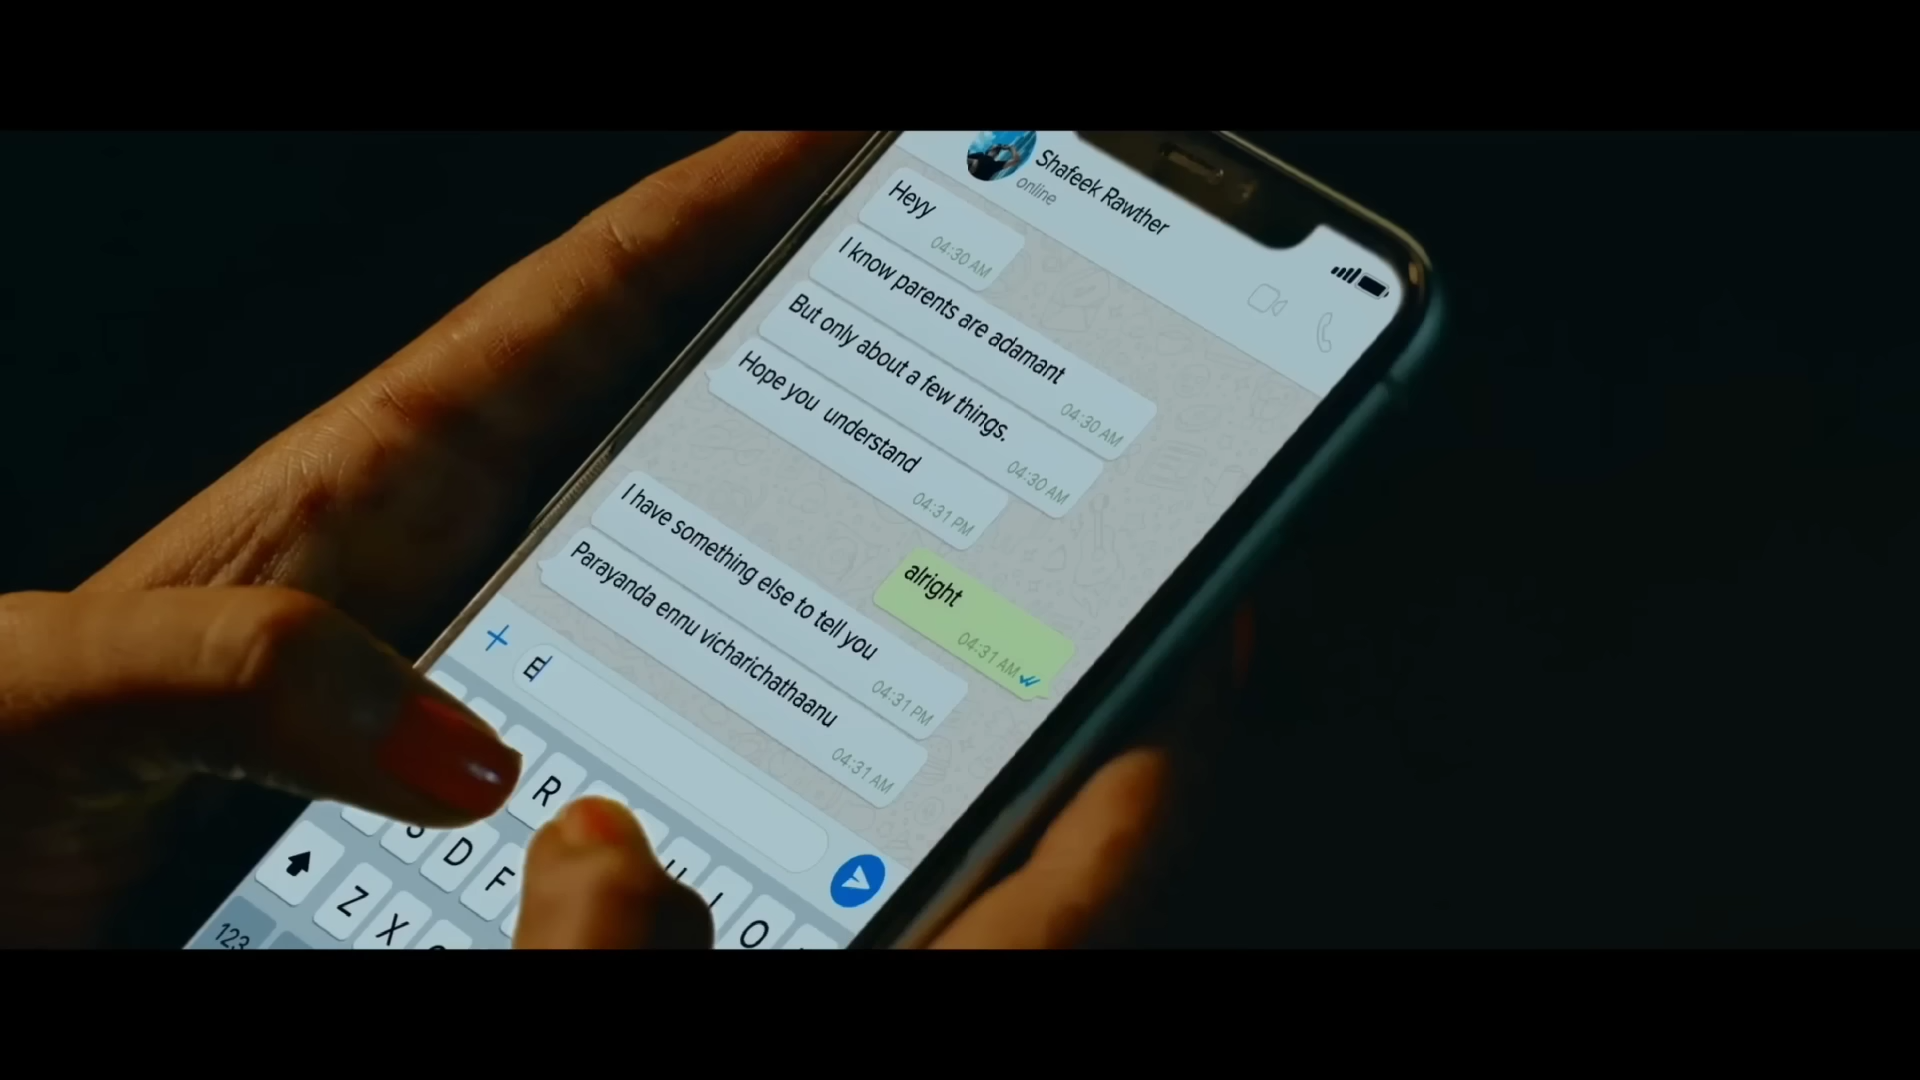 Shafeek Rawther
online
Heyy
04:30 AM
I know parents are adamant
04:30 AM
But only about a few things.
04:30 AM
Hope you understand
04:31 PM
alright
04:31 AM
I have something else to tell you
04:31 PM
Parayanda ennu vicharichathaanu
04:31 AM
E
R
U I O
S D F
Z X
123